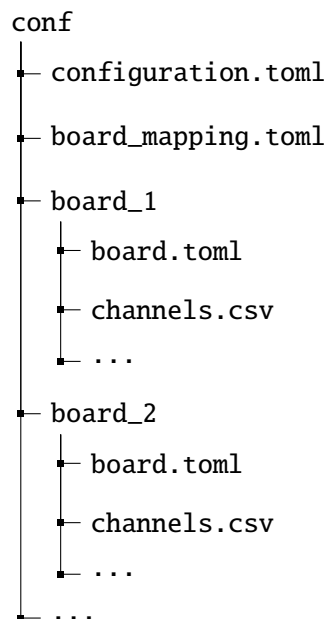 conf
configuration.toml
board_mapping.toml
board_1
board.toml
channels.csv
...
board_2
board.toml
channels.csv
...
...